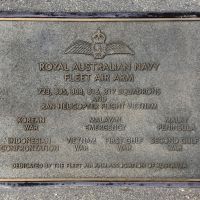 ROYAL AUSTRALIAN NAVY
FLEET AIR ARM
723, 805, 808, 816, 817 SQUADRONS
AND
RAN HELICOPTER FLIGHT VIETNAM
KOREAN WAR
MALAYAN EMERGENCY
MALAY PENINSULA
INDONESIAN CONFRONTATION
VIETNAM WAR
FIRST GULF WAR
SECOND GULF WAR
DEDICATED BY THE FLEET AIR ARM ASSOCIATION OF AUSTRALIA